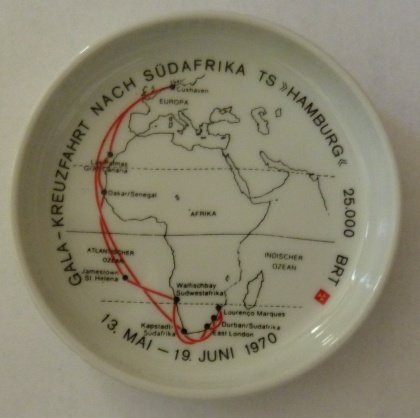 GALA-KREUZFAHRT NACH SÜDAFRIKA TS »HAMBURG« 25.000 BRT
Cuxhaven
EUROPA
Las Palmas
Gran Canaria
Dakar/Senegal
AFRIKA
ATLANTISCHER
OZEAN
INDISCHER
OZEAN
Jamestown
St. Helena
Walfischbay
Südwestafrika
Lourenço Marques
Kapstadt
Südafrika
Durban/Südafrika
East London
13. MAI - 19. JUNI 1970